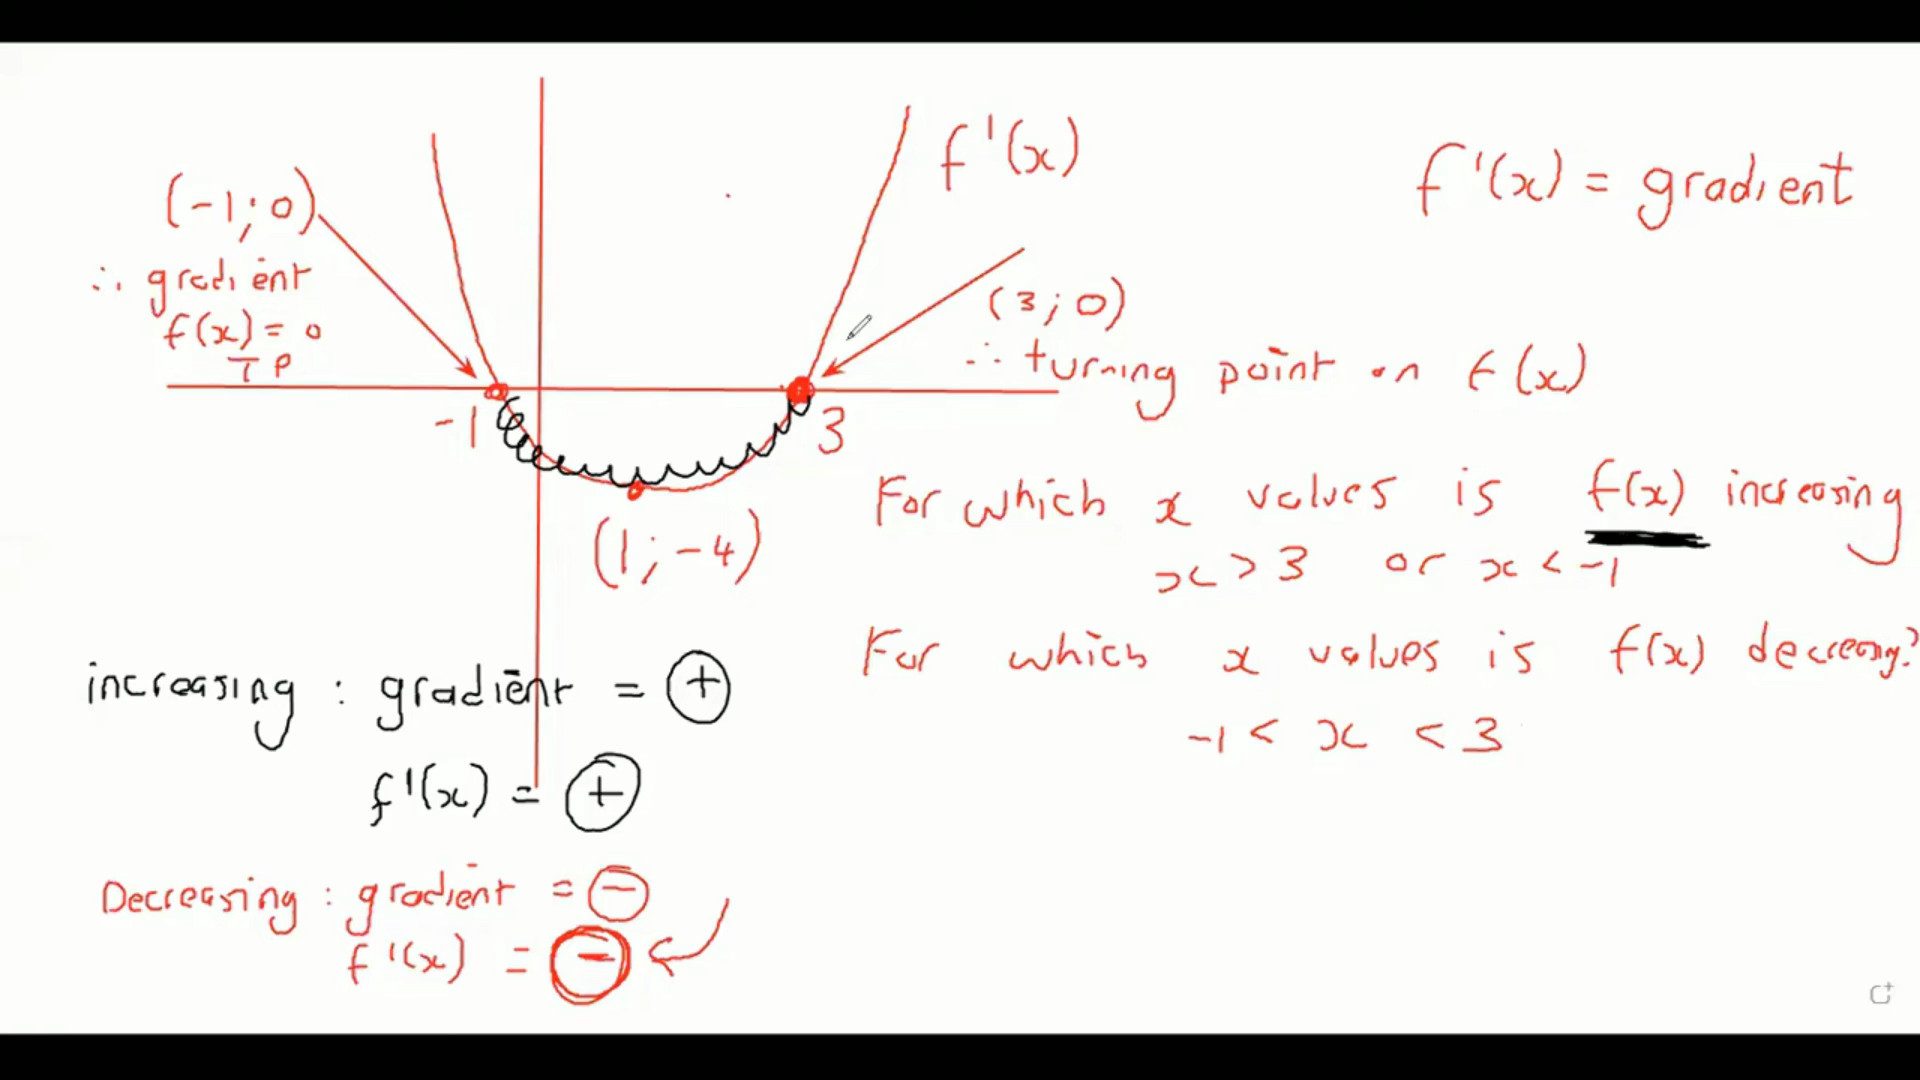 f'(x)
f'(x) = gradient
(-1 ; 0)
∴ gradient
f(x) = 0
TP
(3 ; 0)
∴ turning point on f(x)
-1
3
(1 ; -4)
For which x values is f(x) increasing
x > 3 or x < -1
For which x values is f(x) decreasing?
-1 < x < 3
increasing : gradient = +
f'(x) = +
Decreasing : gradient = -
f'(x) = -